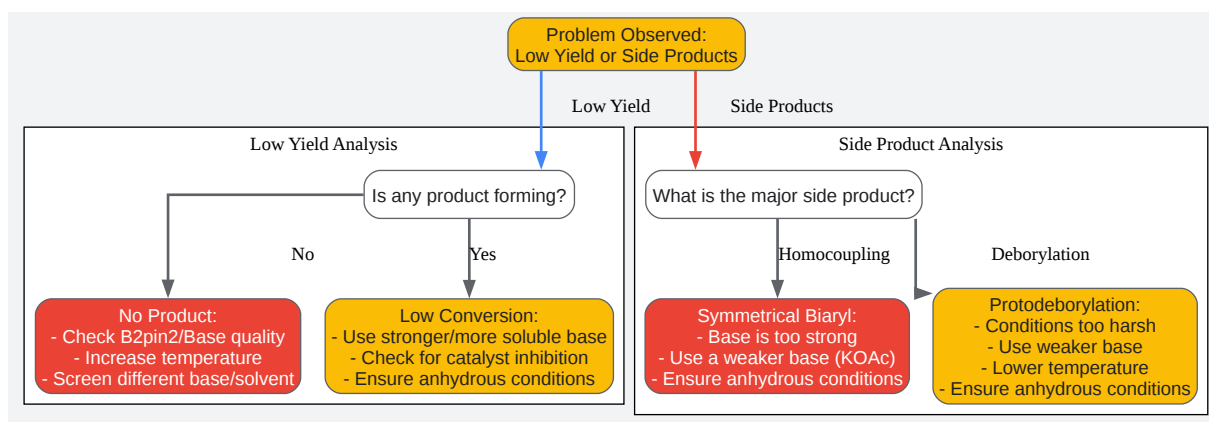 Problem Observed:
Low Yield or Side Products
Low Yield
Side Products
Low Yield Analysis
Is any product forming?
No
Yes
No Product:
- Check B2pin2/Base quality
- Increase temperature
- Screen different base/solvent
Low Conversion:
- Use stronger/more soluble base
- Check for catalyst inhibition
- Ensure anhydrous conditions
Side Product Analysis
What is the major side product?
Homocoupling
Deborylation
Symmetrical Biaryl:
- Base is too strong
- Use a weaker base (KOAc)
- Ensure anhydrous conditions
Protodeborylation:
- Conditions too harsh
- Use weaker base
- Lower temperature
- Ensure anhydrous conditions